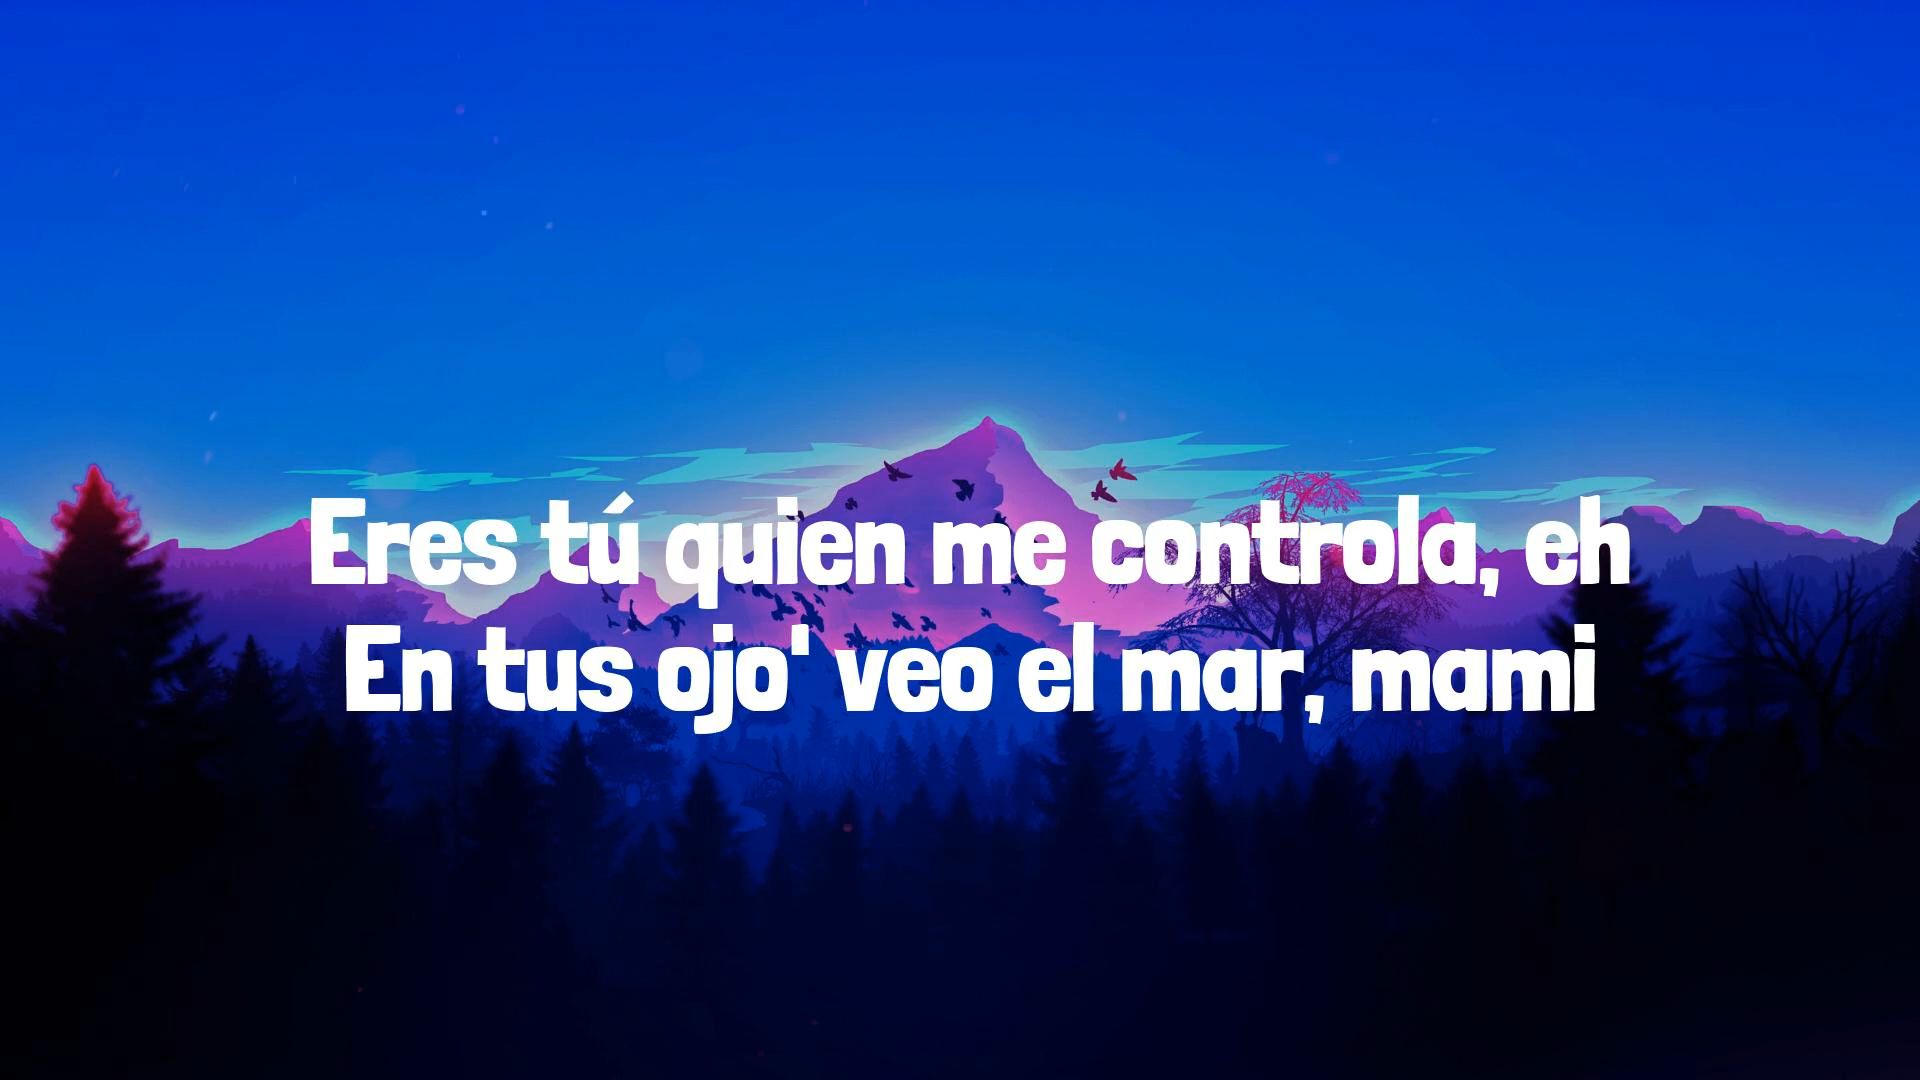 Eres tú quien me controla, eh
En tus ojo' veo el mar, mami